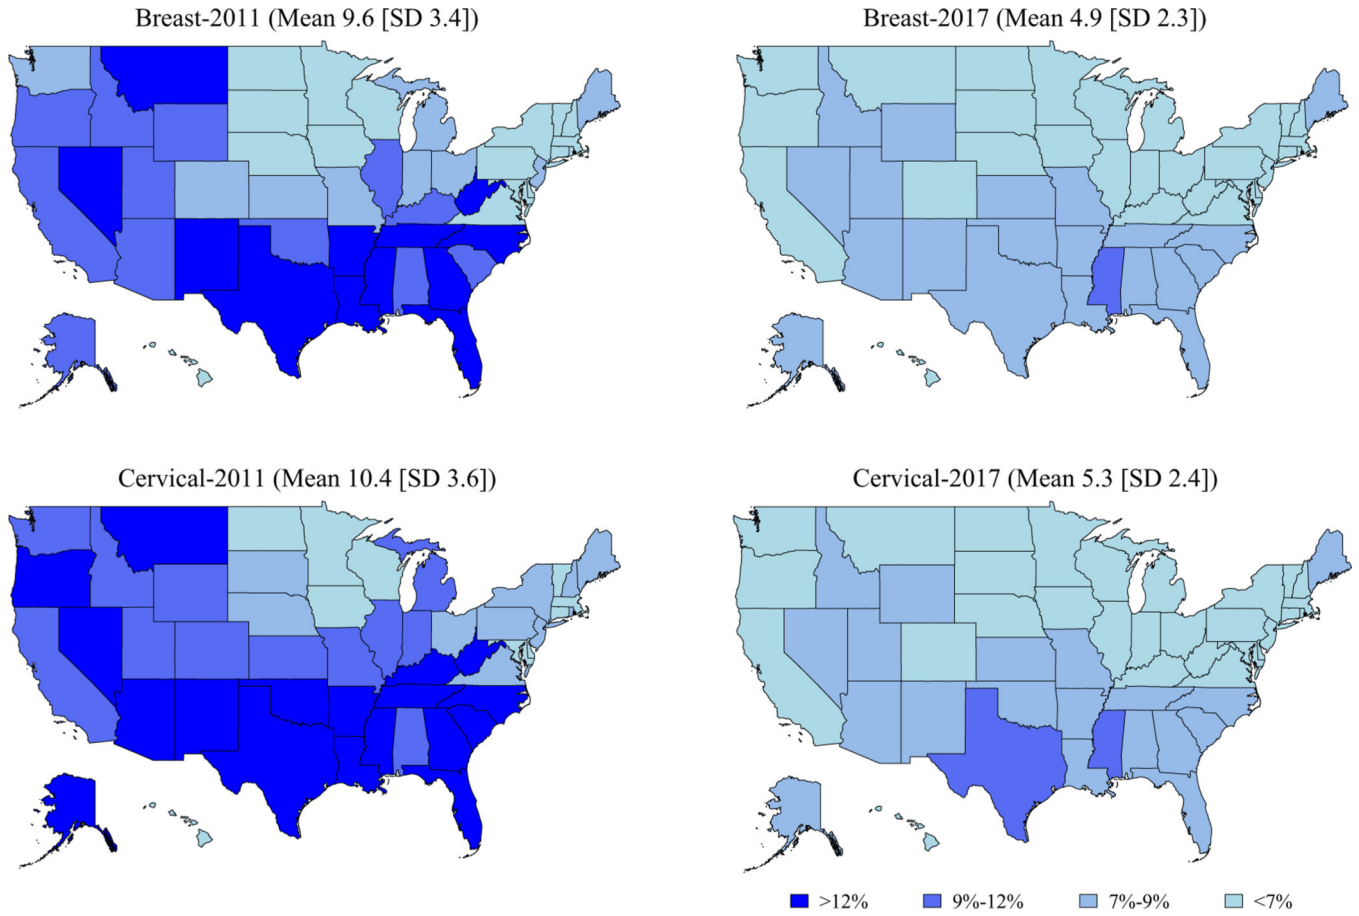 Breast-2011 (Mean 9.6 [SD 3.4])
Breast-2017 (Mean 4.9 [SD 2.3])
Cervical-2011 (Mean 10.4 [SD 3.6])
Cervical-2017 (Mean 5.3 [SD 2.4])
>12% 9%-12% 7%-9% <7%